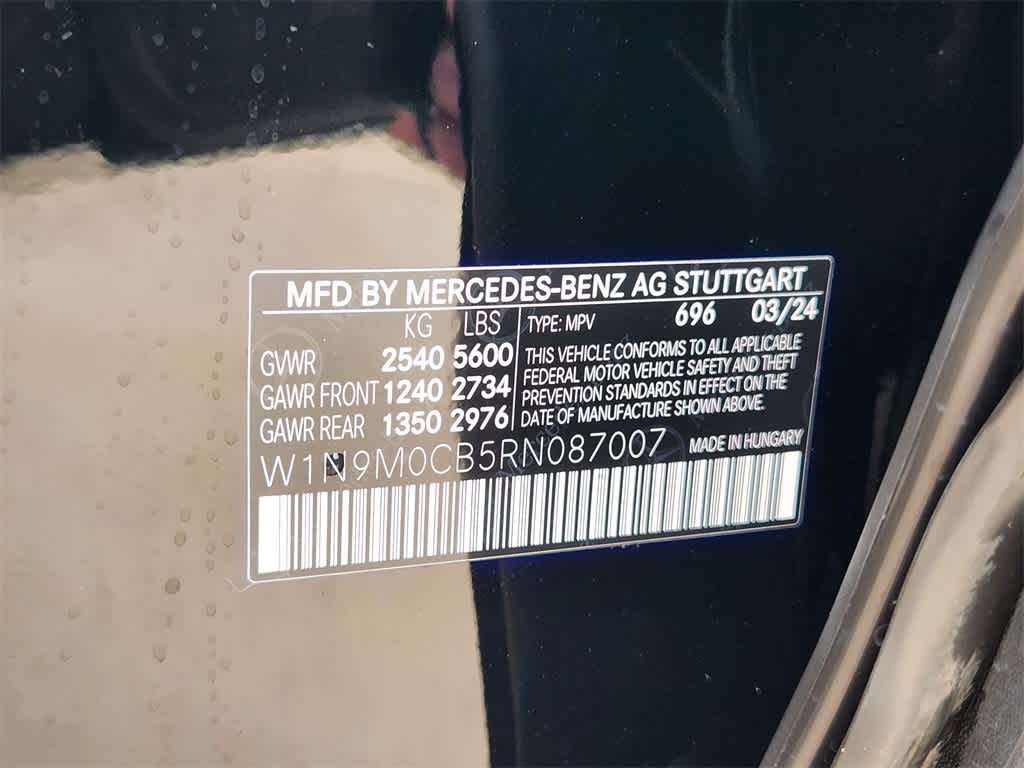 MFD BY MERCEDES-BENZ AG STUTTGART
KG LBS
GVWR 2540 5600
GAWR FRONT 1240 2734
GAWR REAR 1350 2976
TYPE: MPV 696 03/24
THIS VEHICLE CONFORMS TO ALL APPLICABLE
FEDERAL MOTOR VEHICLE SAFETY AND THEFT
PREVENTION STANDARDS IN EFFECT ON THE
DATE OF MANUFACTURE SHOWN ABOVE.
W1N9M0CB5RN087007 MADE IN HUNGARY